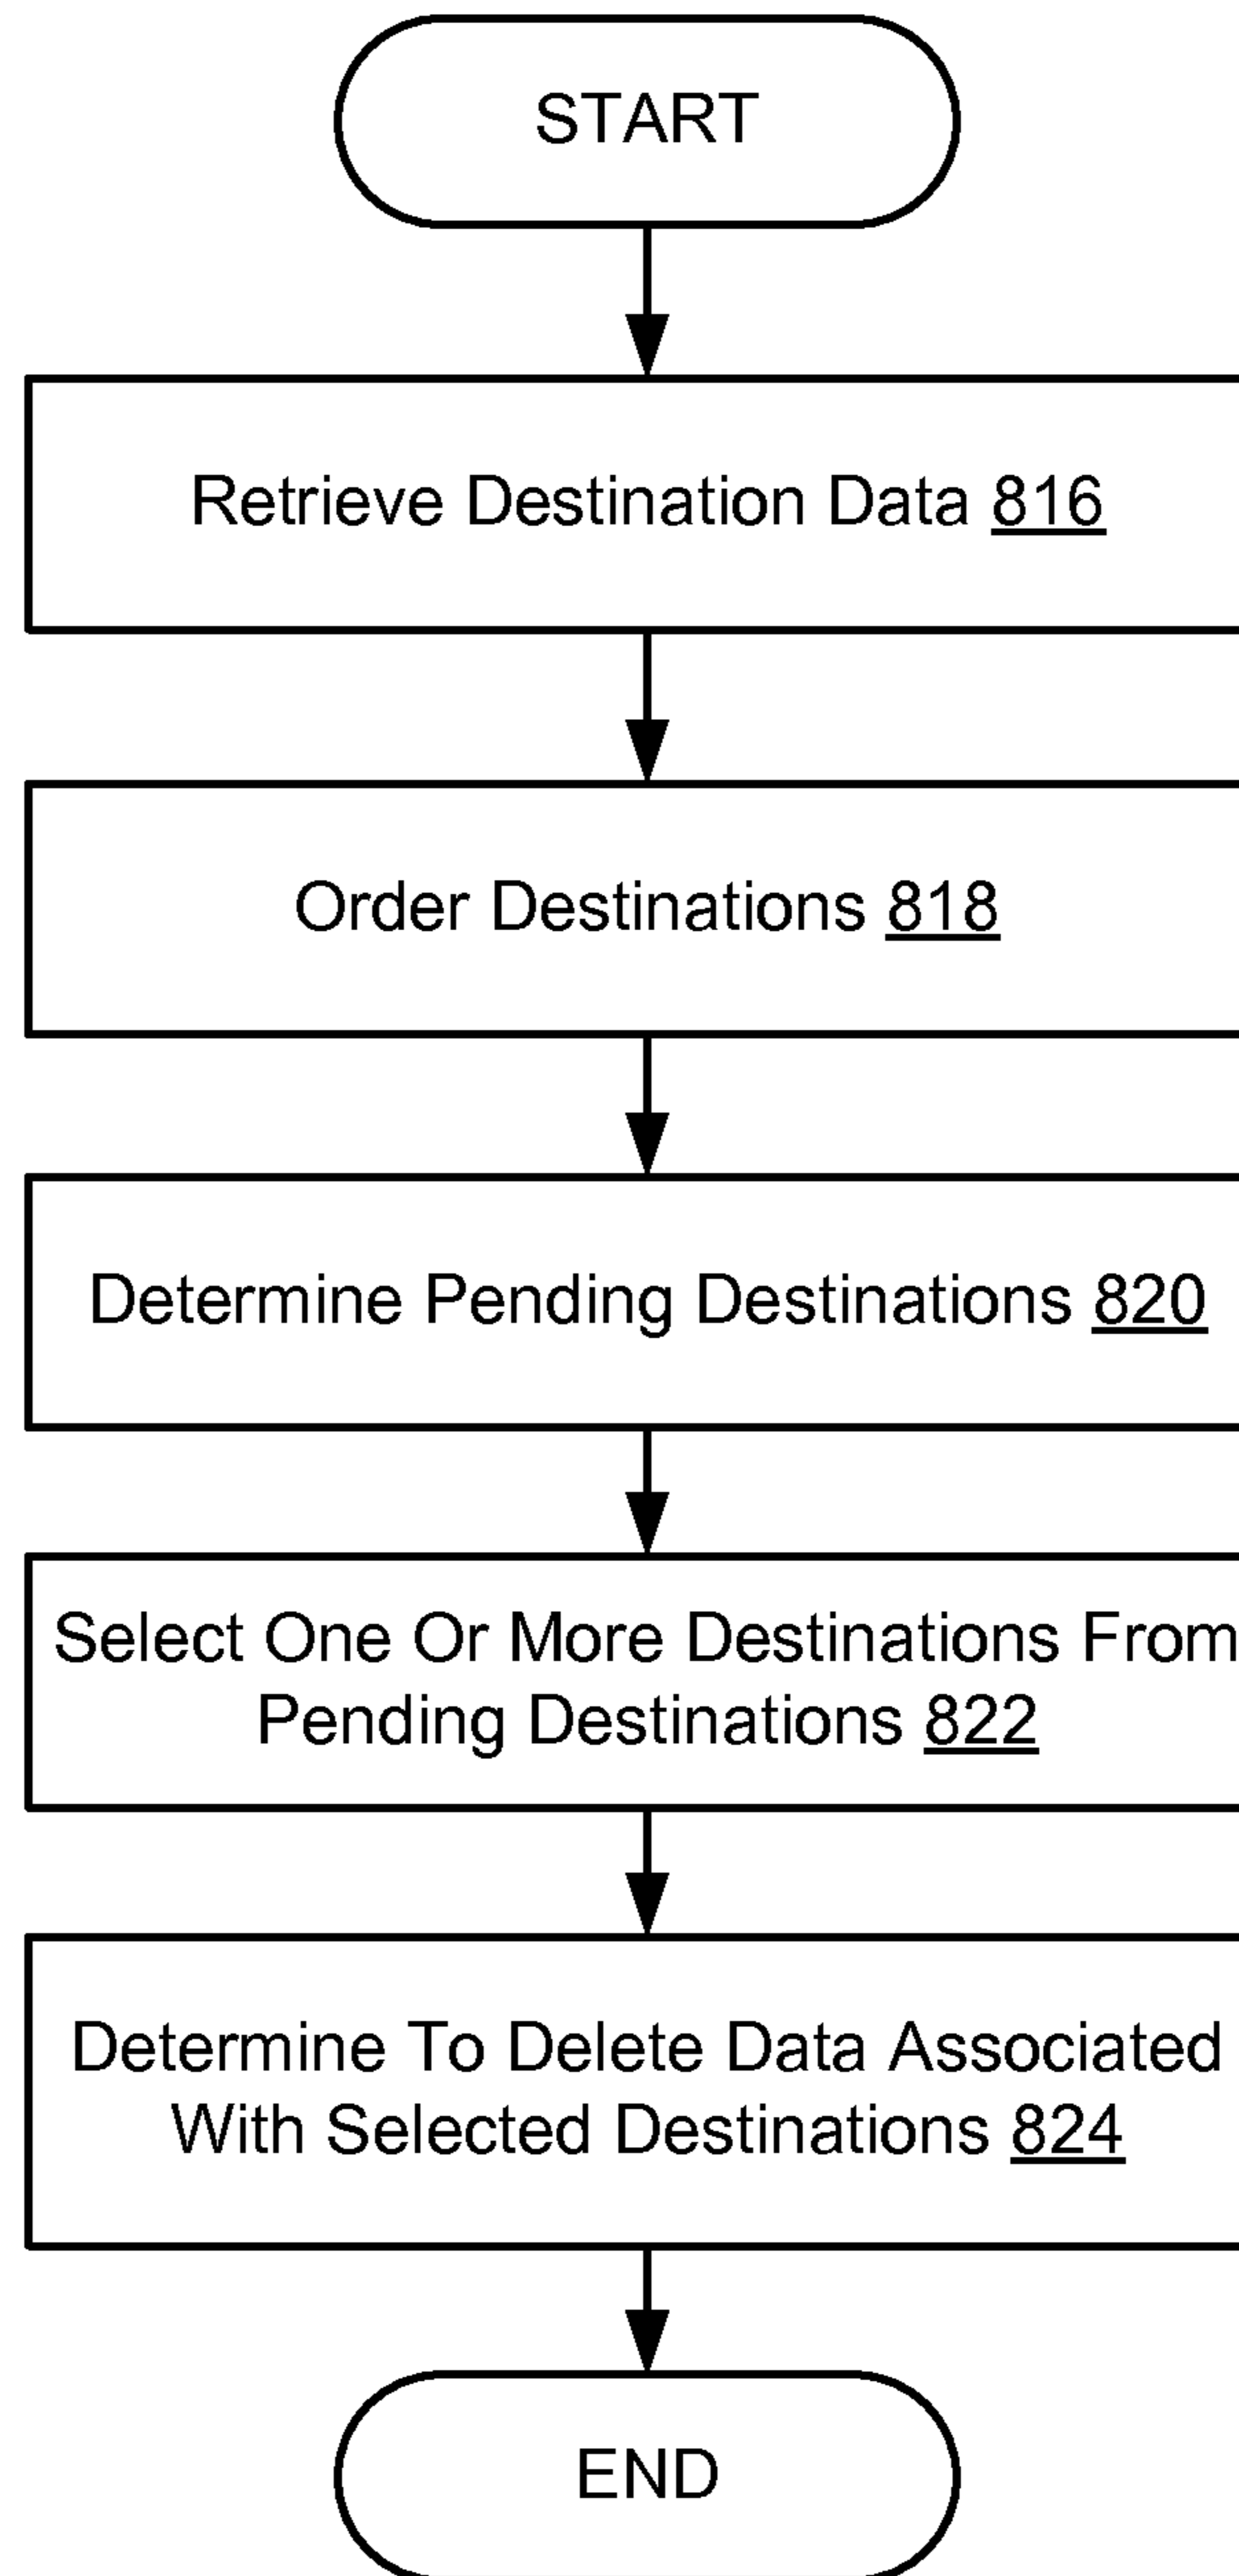 START
Retrieve Destination Data 816
Order Destinations 818
Determine Pending Destinations 820
Select One Or More Destinations From
Pending Destinations 822
Determine To Delete Data Associated
With Selected Destinations 824
END